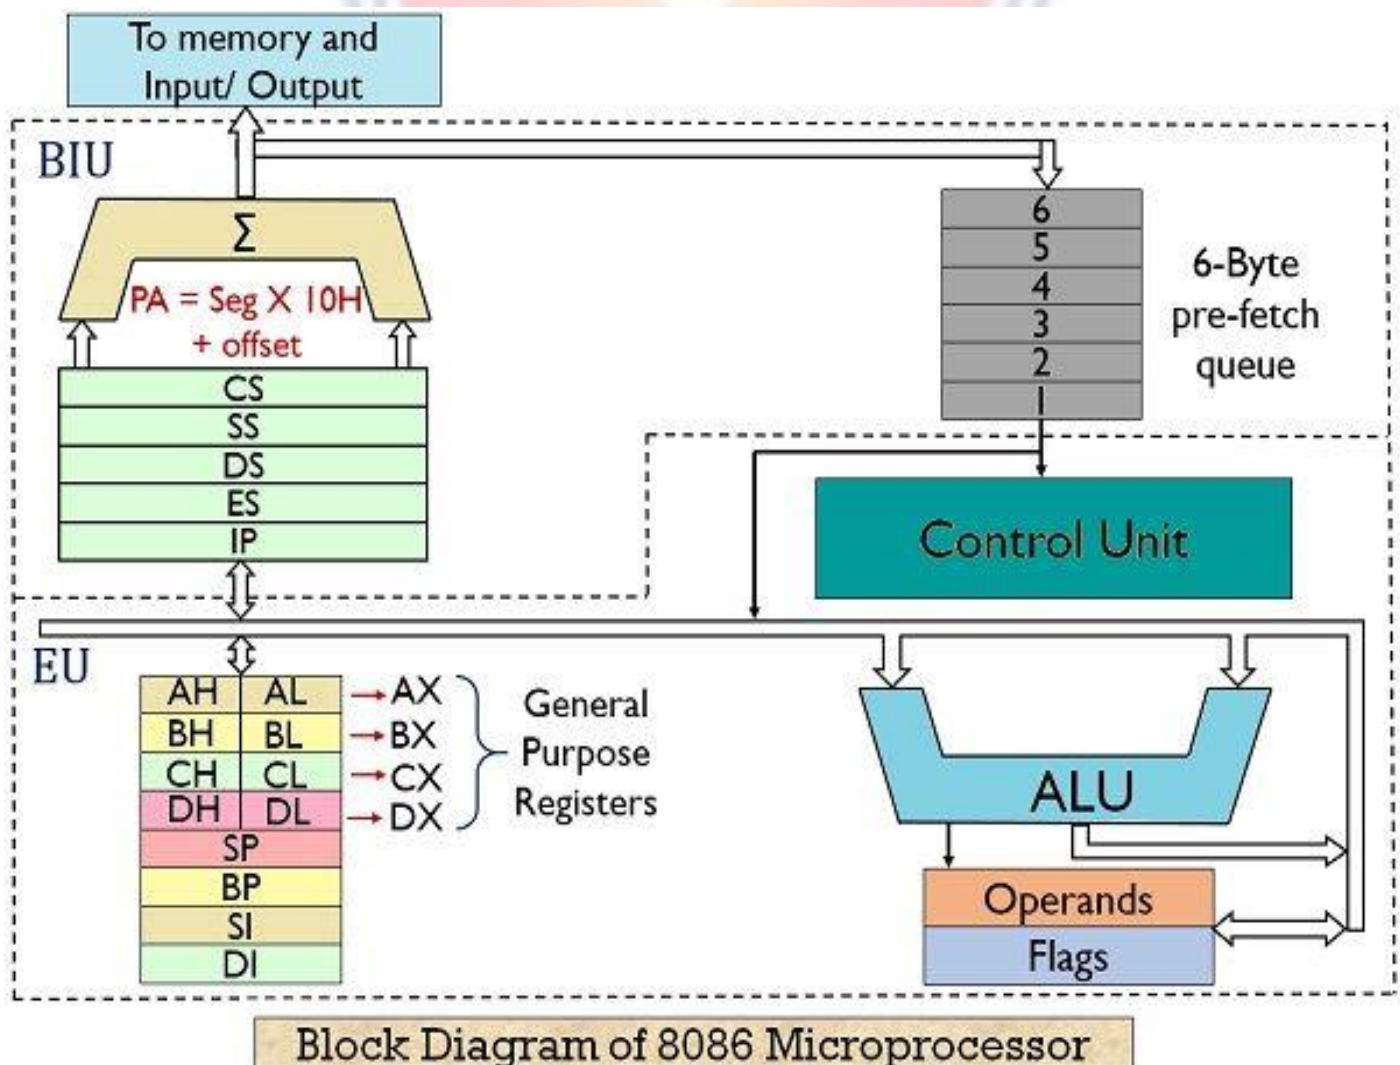 To memory and
Input/ Output
BIU
Σ
PA = Seg X 10H
+ offset
CS
SS
DS
ES
IP
6
5
4
3
2
1
6-Byte
pre-fetch
queue
Control Unit
EU
AH AL → AX
BH BL → BX
CH CL → CX
DH DL → DX
SP
BP
SI
DI
General
Purpose
Registers
ALU
Operands
Flags
Block Diagram of 8086 Microprocessor